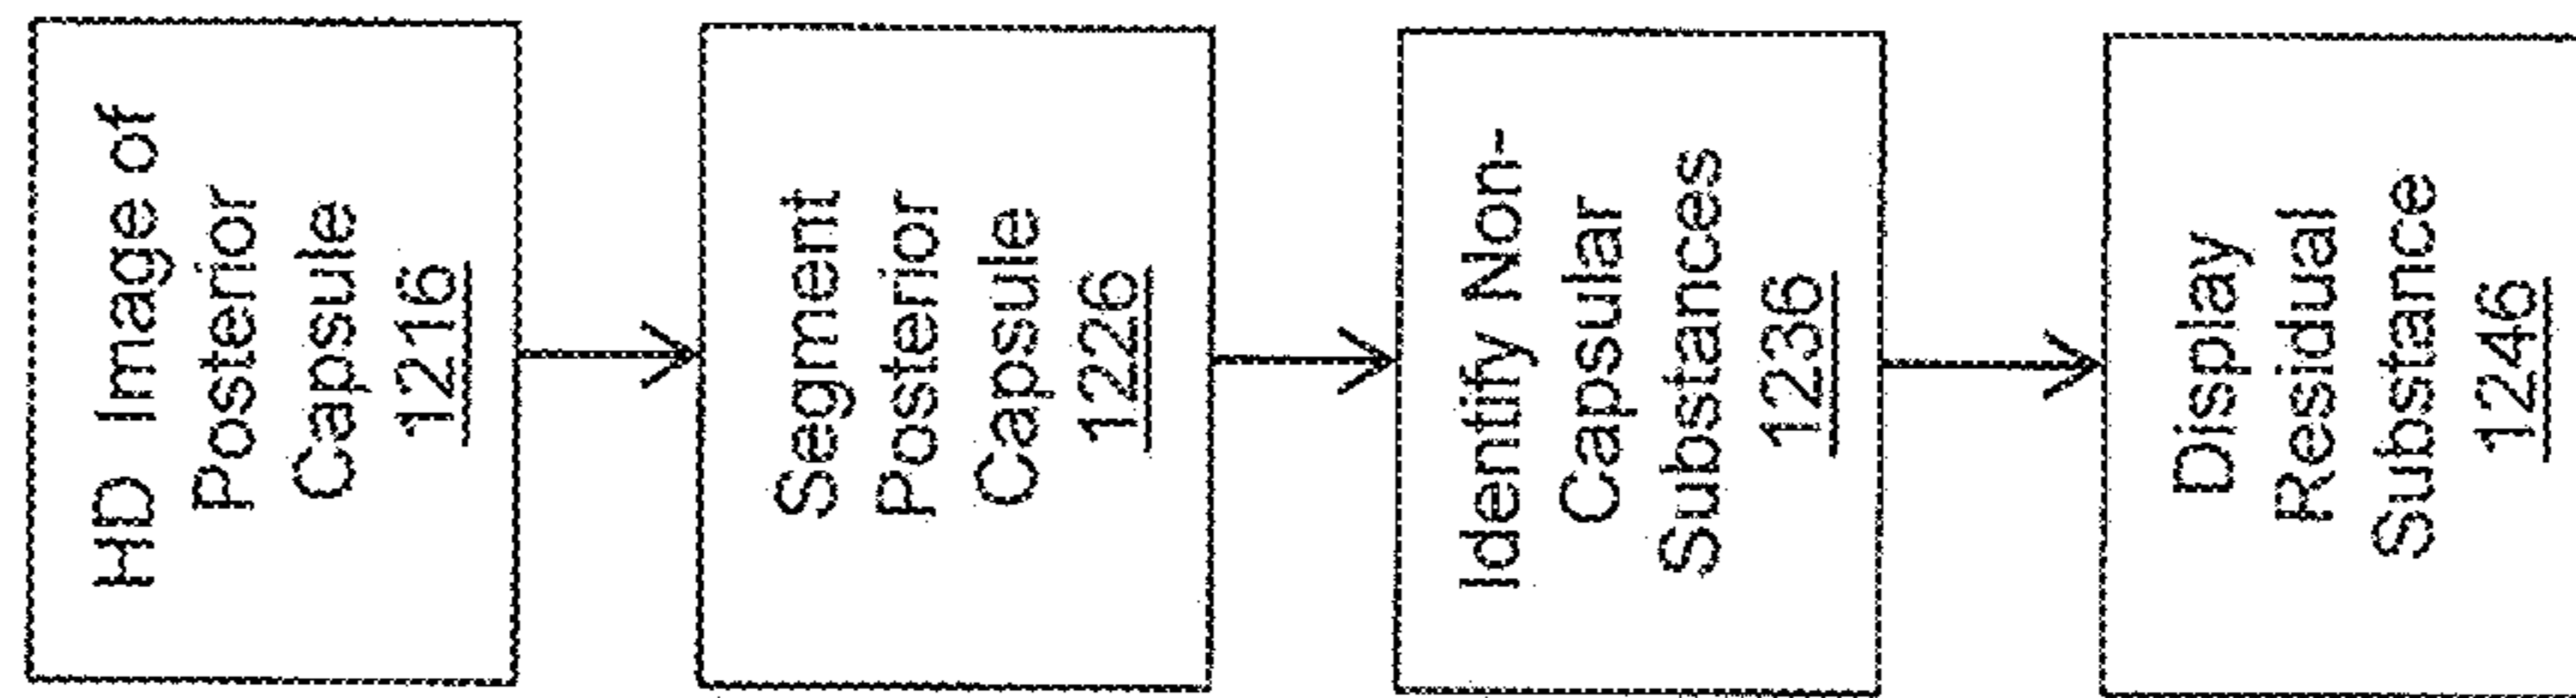 HD Image of
Posterior
Capsule
1216
Segment
Posterior
Capsule
1226
Identify Non-
Capsular
Substances
1236
Display
Residual
Substance
1246